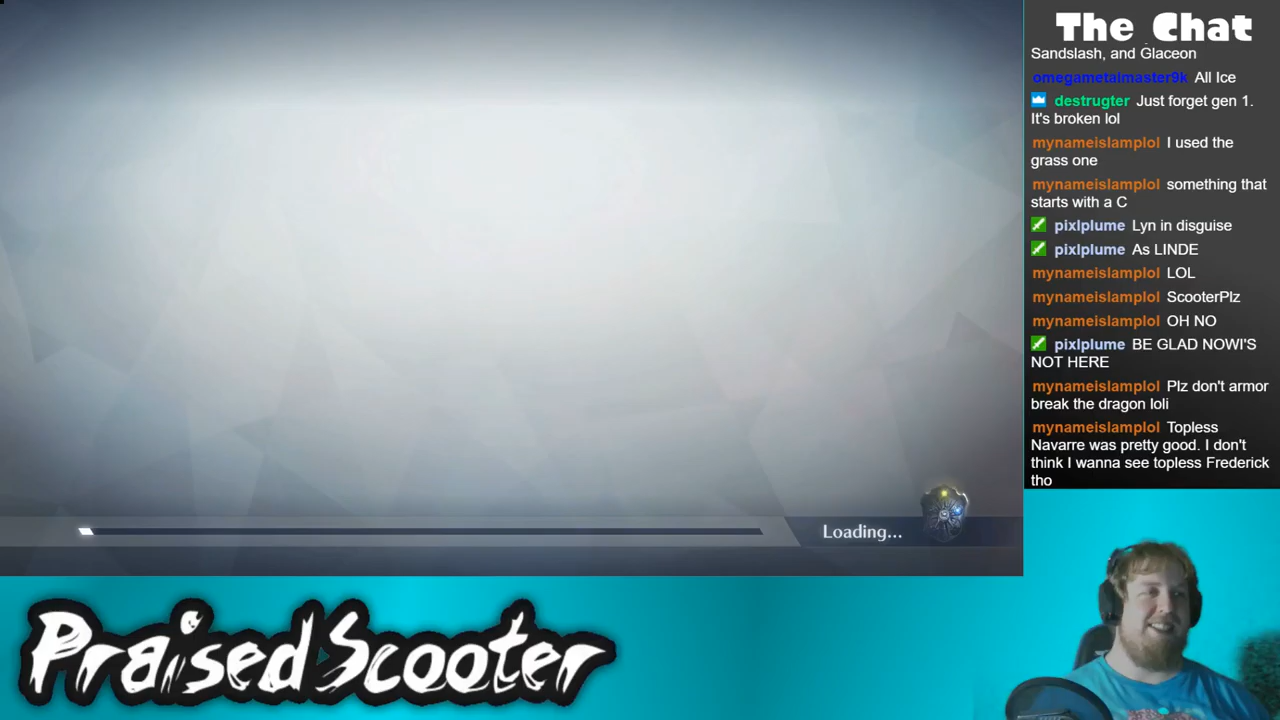 The Chat
Sandslash, and Glaceon
omegametalmaster9k All Ice
destrugter Just forget gen 1.
It's broken lol
mynameislamplol I used the
grass one
mynameislamplol something that
starts with a C
pixlplume Lyn in disguise
pixlplume As LINDE
mynameislamplol LOL
mynameislamplol ScooterPlz
mynameislamplol OH NO
pixlplume BE GLAD NOWI'S
NOT HERE
mynameislamplol Plz don't armor
break the dragon loli
mynameislamplol Topless
Navarre was pretty good. I don't
think I wanna see topless Frederick
tho
Loading...
PraisedScooter